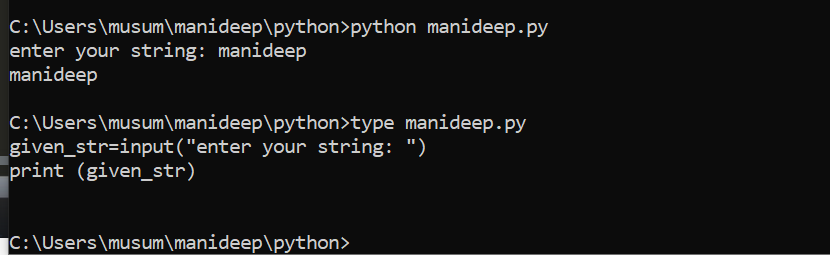 C:\Users\musum\manideep\python>python manideep.py
enter your string: manideep
manideep
C:\Users\musum\manideep\python>type manideep.py
given_str=input("enter your string: ")
print (given_str)
C:\Users\musum\manideep\python>